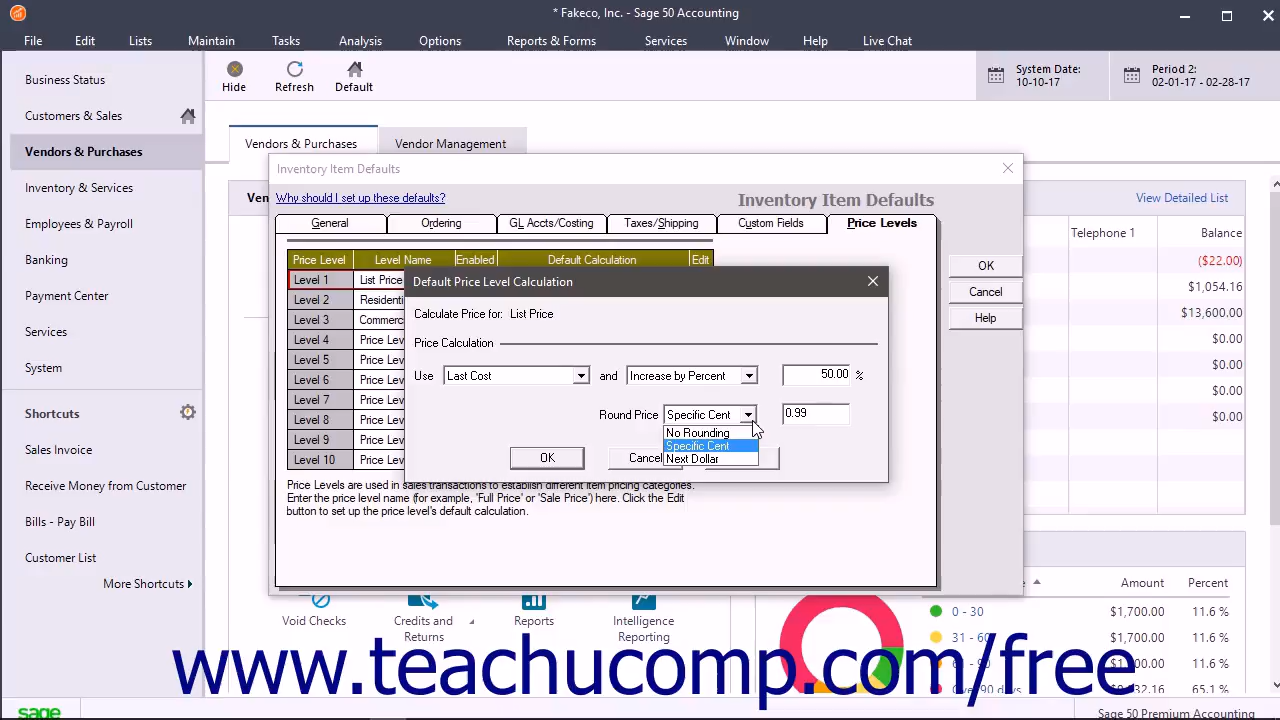 * Fakeco, Inc. - Sage 50 Accounting
File Edit Lists Maintain Tasks Analysis Options Reports & Forms Services Window Help Live Chat
Business Status
Customers & Sales
Vendors & Purchases
Inventory & Services
Employees & Payroll
Banking
Payment Center
Services
System
Shortcuts
Sales Invoice
Receive Money from Customer
Bills - Pay Bill
Customer List
More Shortcuts
Hide Refresh Default
System Date:
10-10-17
Period 2:
02-01-17 - 02-28-17
Vendors & Purchases Vendor Management
View Detailed List
Telephone 1 Balance
($22.00)
$1,054.16
$13,600.00
$0.00
$0.00
$0.00
$0.00
Inventory Item Defaults
Why should I set up these defaults?
Inventory Item Defaults
General Ordering GL Accts/Costing Taxes/Shipping Custom Fields Price Levels
OK
Cancel
Help
Price Level Level Name Enabled Default Calculation Edit
Level 1 List Price
Level 2
Level 3
Level 4 Price
Level 5 Price
Level 6 Price
Level 7 Price
Level 8 Price
Level 9 Price
Level 10 Price
Default Price Level Calculation
Calculate Price for: List Price
Price Calculation
Use Last Cost and Increase by Percent 50.00 %
Round Price Specific Cent 0.99
No Rounding
Specific Cent
Next Dollar
OK Cancel
Price Levels are used in sales transactions to establish different item pricing categories.
Enter the price level name (for example, 'Full Price' or 'Sale Price') here. Click the Edit
button to set up the price level's default calculation.
Void Checks
Credits and
Returns
Reports
Intelligence
Reporting
Amount Percent
0 - 30 $1,700.00 11.6 %
31 - 60 $1,700.00 11.6 %
$1,700.00 11.6 %
Over 90 days 65.1 %
www.teachucomp.com/free
sage
Sage 50 Premium Accounting